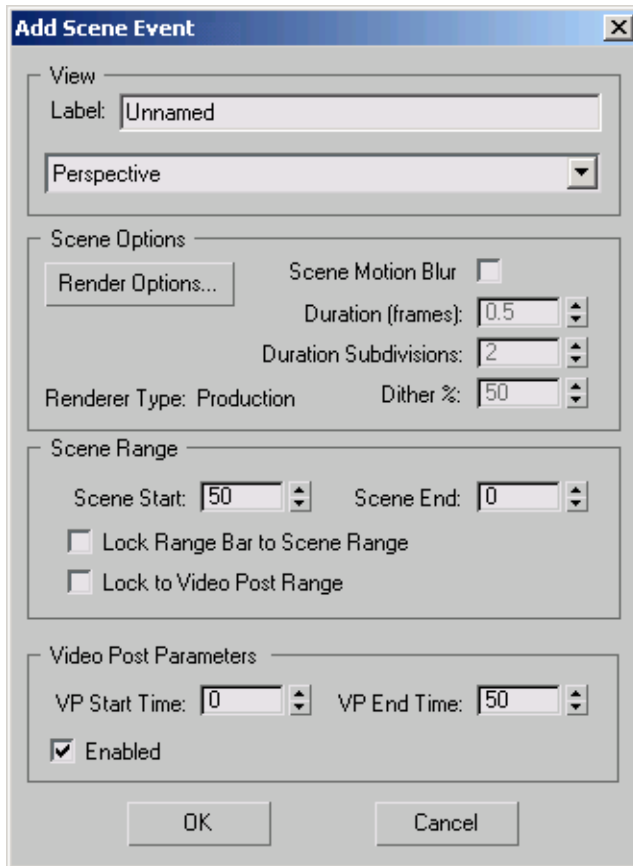 Add Scene Event
View
Label: Unnamed
Perspective
Scene Options
Render Options...
Scene Motion Blur
Duration (frames): 0.5
Duration Subdivisions: 2
Renderer Type: Production Dither %: 50
Scene Range
Scene Start: 50 Scene End: 0
Lock Range Bar to Scene Range
Lock to Video Post Range
Video Post Parameters
VP Start Time: 0 VP End Time: 50
Enabled
OK Cancel